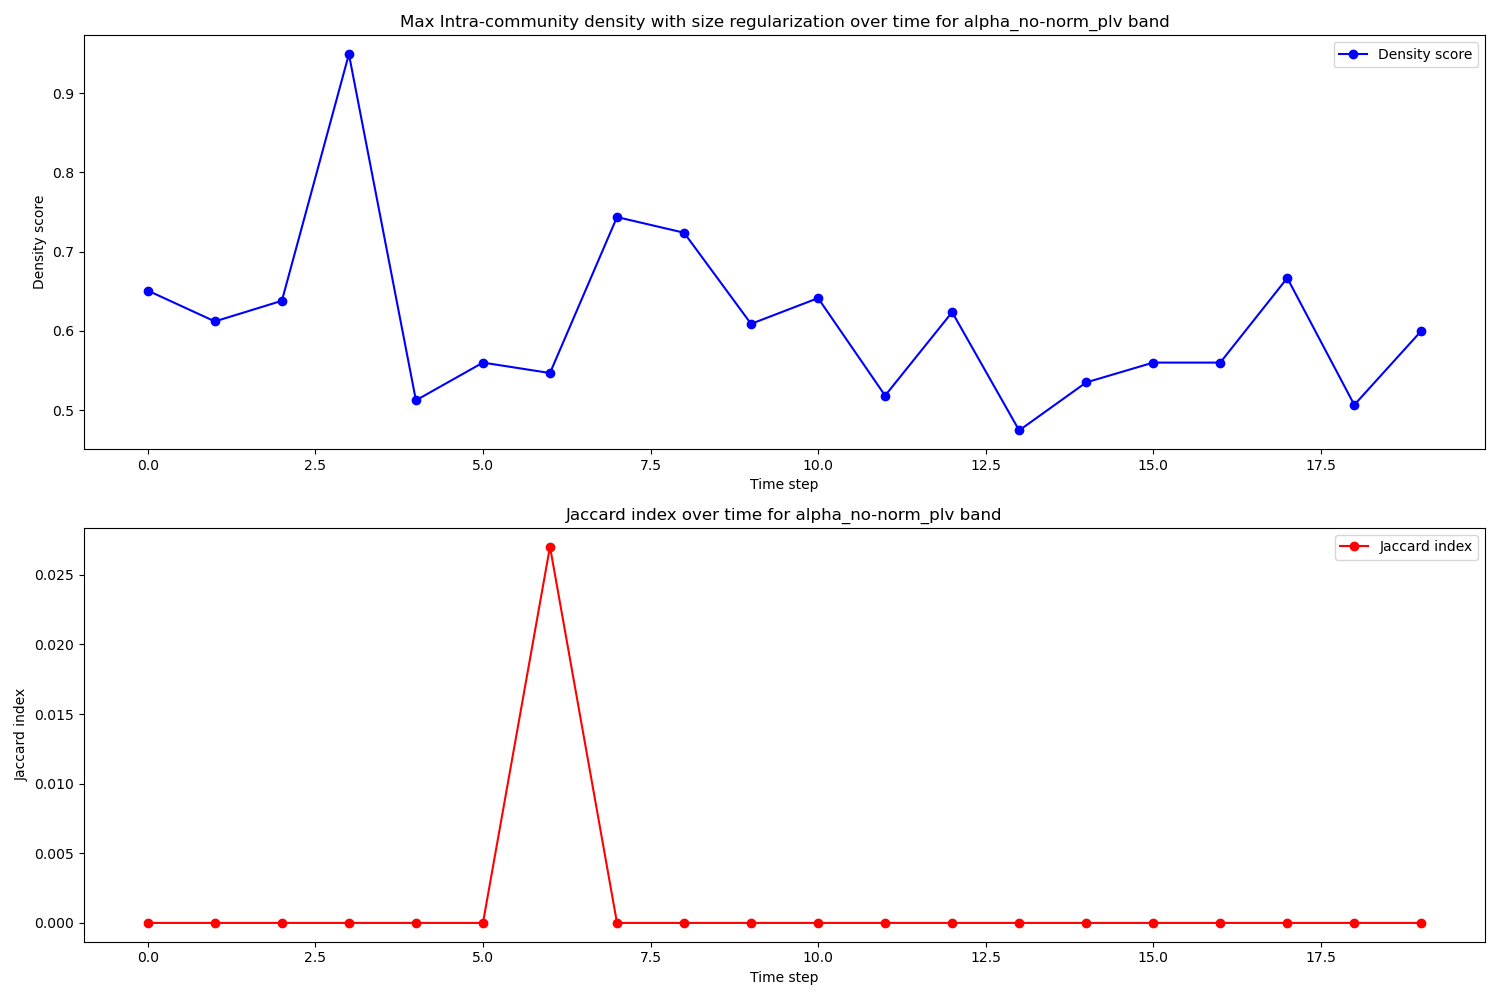 Max Intra-community density with size regularization over time for alpha_no-norm_plv band
Density score
0.9
0.8
0.7
0.6
0.5
Density score
0.0 2.5 5.0 7.5 10.0 12.5 15.0 17.5
Time step
Jaccard index over time for alpha_no-norm_plv band
Jaccard index
0.025
0.020
0.015
0.010
0.005
0.000
Jaccard index
0.0 2.5 5.0 7.5 10.0 12.5 15.0 17.5
Time step